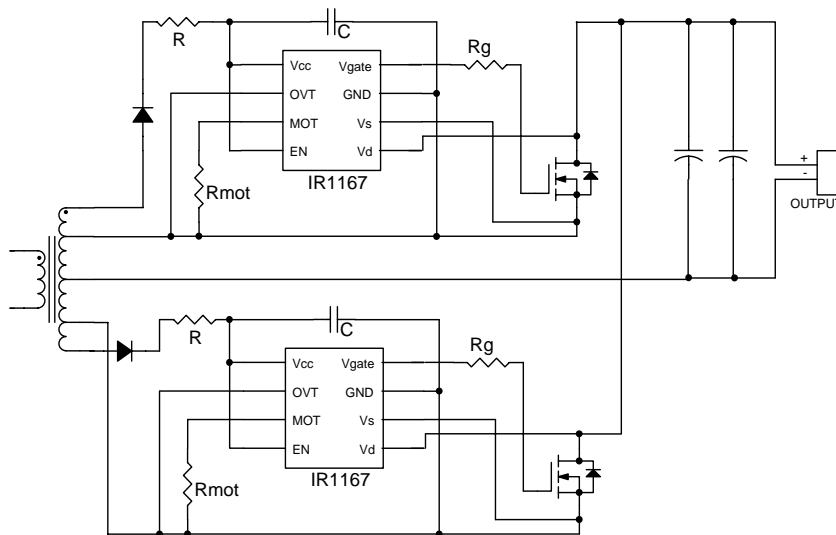 R
C
Rg
Vcc
Vgate
OVT
GND
MOT
Vs
EN
Vd
IR1167
Rmot
+
-
OUTPUT
R
C
Rg
Vcc
Vgate
OVT
GND
MOT
Vs
EN
Vd
IR1167
Rmot